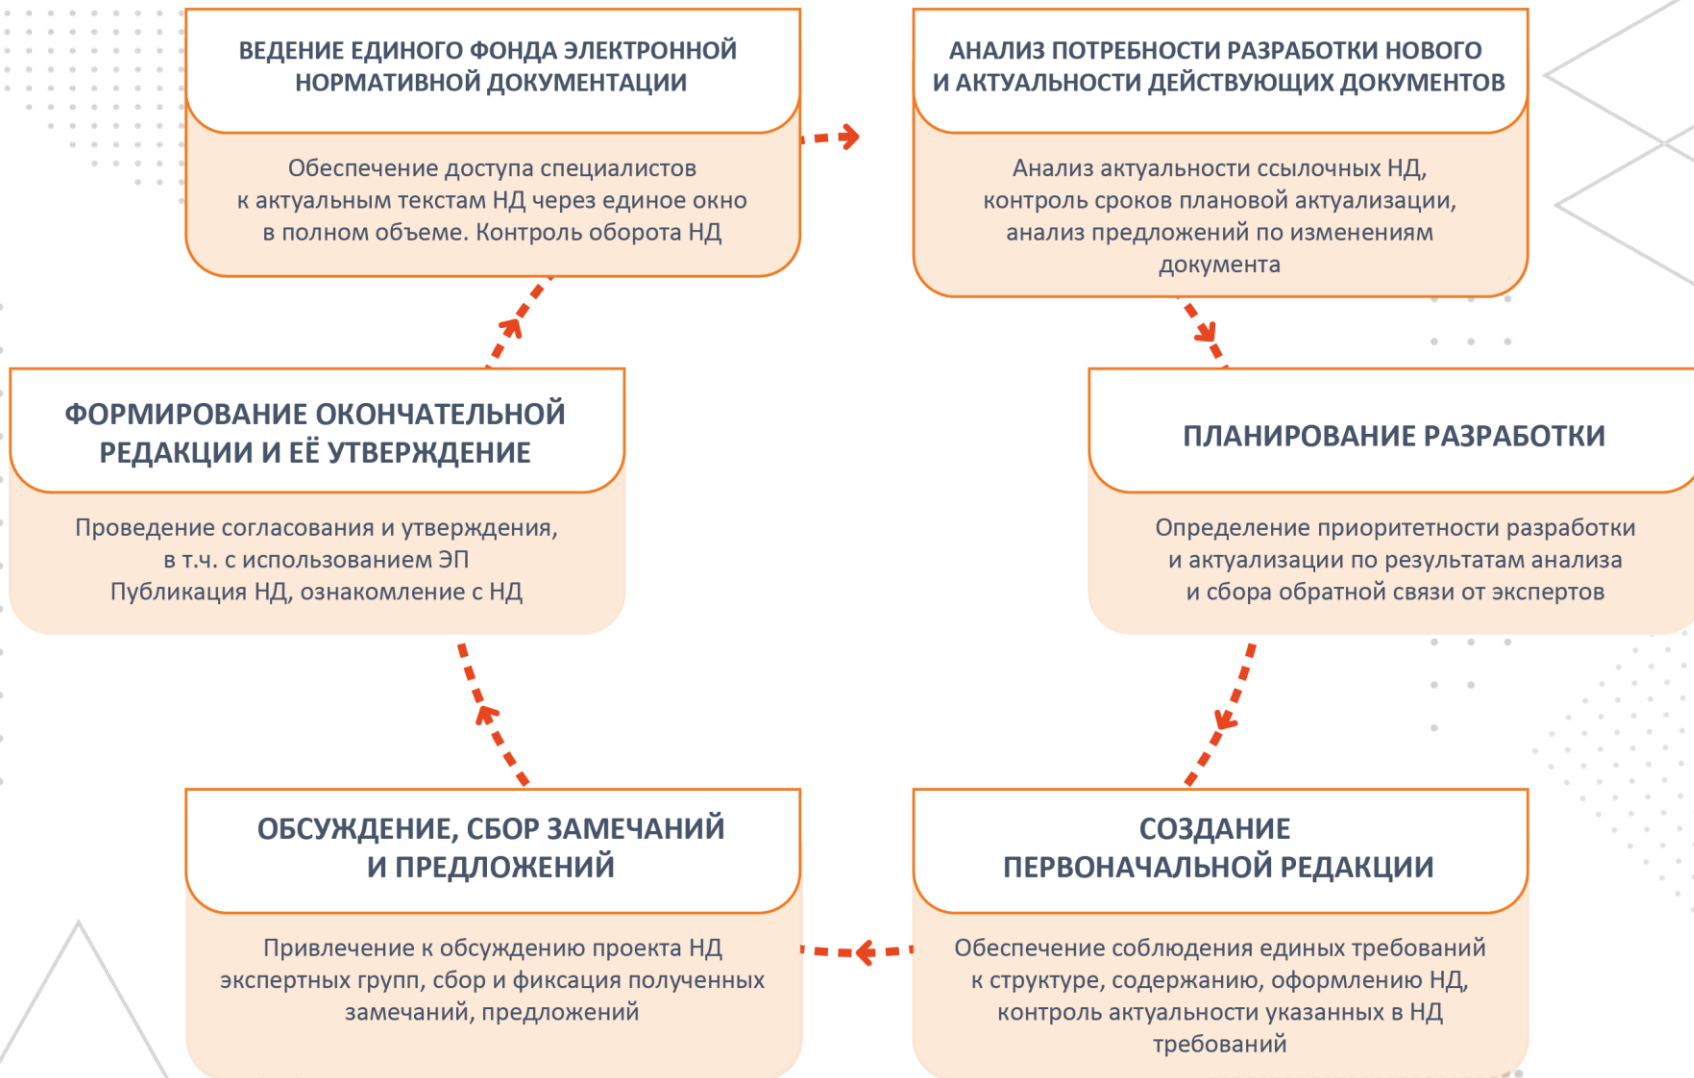 ВЕДЕНИЕ ЕДИНОГО ФОНДА ЭЛЕКТРОННОЙ
НОРМАТИВНОЙ ДОКУМЕНТАЦИИ
Обеспечение доступа специалистов
к актуальным текстам НД через единое окно
в полном объеме. Контроль оборота НД
АНАЛИЗ ПОТРЕБНОСТИ РАЗРАБОТКИ НОВОГО
И АКТУАЛЬНОСТИ ДЕЙСТВУЮЩИХ ДОКУМЕНТОВ
Анализ актуальности ссылочных НД,
контроль сроков плановой актуализации,
анализ предложений по изменениям
документа
ФОРМИРОВАНИЕ ОКОНЧАТЕЛЬНОЙ
РЕДАКЦИИ И ЕЁ УТВЕРЖДЕНИЕ
Проведение согласования и утверждения,
в т.ч. с использованием ЭП
Публикация НД, ознакомление с НД
ПЛАНИРОВАНИЕ РАЗРАБОТКИ
Определение приоритетности разработки
и актуализации по результатам анализа
и сбора обратной связи от экспертов
ОБСУЖДЕНИЕ, СБОР ЗАМЕЧАНИЙ
И ПРЕДЛОЖЕНИЙ
Привлечение к обсуждению проекта НД
экспертных групп, сбор и фиксация полученных
замечаний, предложений
СОЗДАНИЕ
ПЕРВОНАЧАЛЬНОЙ РЕДАКЦИИ
Обеспечение соблюдения единых требований
к структуре, содержанию, оформлению НД,
контроль актуальности указанных в НД
требований